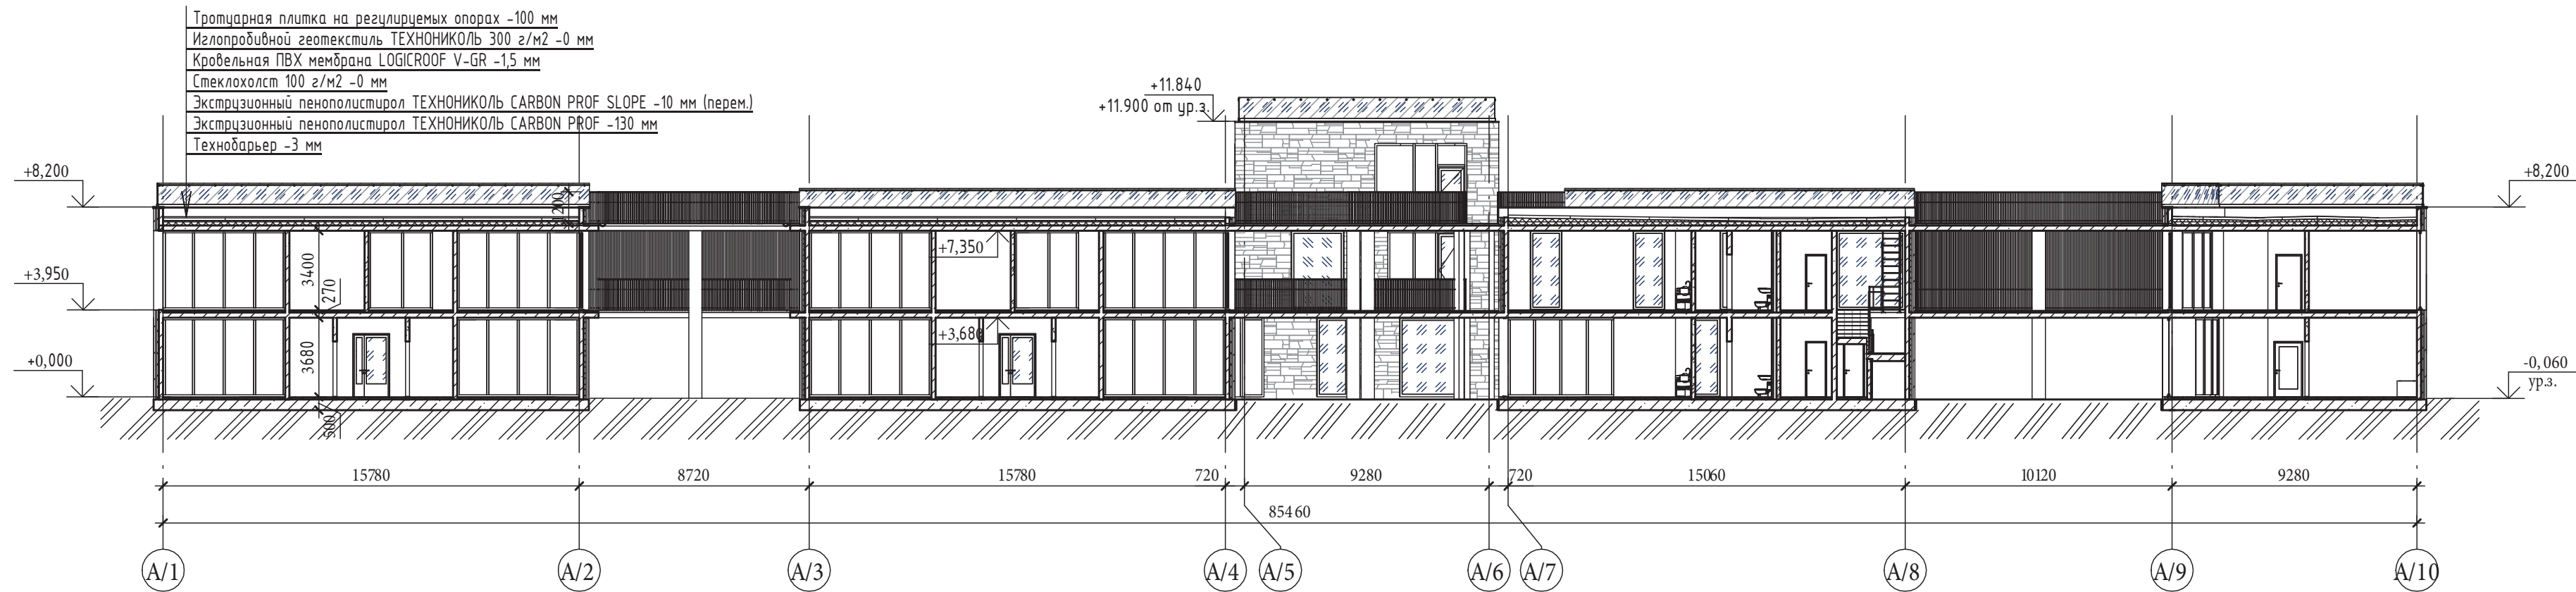 Тротуарная плитка на регулируемых опорах -100 мм
Иглопробивной геотекстиль ТЕХНОНИКОЛЬ 300 г/м2 -0 мм
Кровельная ПВХ мембрана LOGICROOF V-GR -1,5 мм
Стеклохолст 100 г/м2 -0 мм
Экструзионный пенополистирол ТЕХНОНИКОЛЬ CARBON PROF SLOPE -10 мм (перем.)
Экструзионный пенополистирол ТЕХНОНИКОЛЬ CARBON PROF -130 мм
Технобарьер -3 мм
+11.840
+11.900 от ур.з.
+8,200
+8,200
1200
+7,350
3400
270
+3,950
+3,680
3680
+0,000
-0,060
ур.з.
500
15780
8720
15780
720
9280
720
15060
10120
9280
85460
А/1
А/2
А/3
А/4
А/5
А/6
А/7
А/8
А/9
А/10